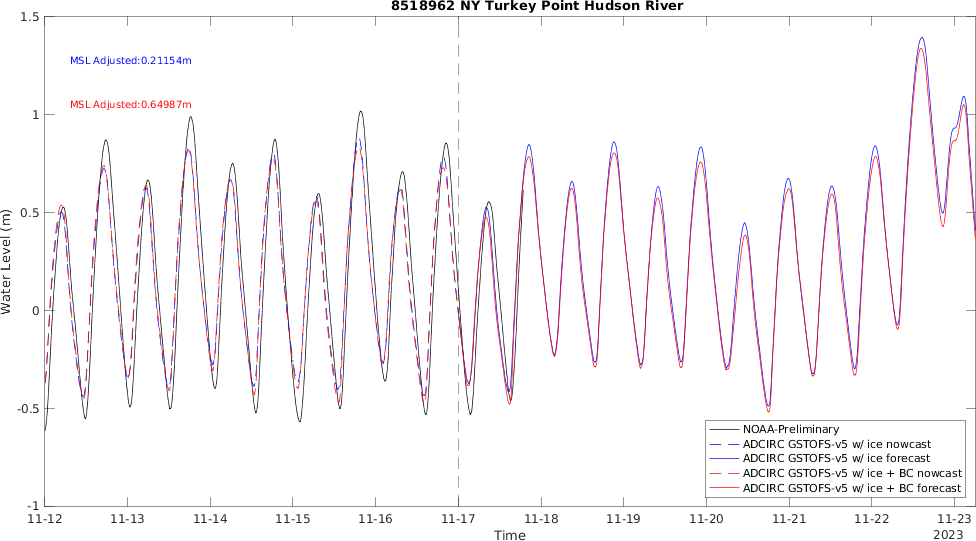 8518962 NY Turkey Point Hudson River
1.5
MSL Adjusted:0.21154m
MSL Adjusted:0.64987m
1
0.5
0
-0.5
-1
Water Level (m)
NOAA-Preliminary
ADCIRC GSTOFS-v5 w/ ice nowcast
ADCIRC GSTOFS-v5 w/ ice forecast
ADCIRC GSTOFS-v5 w/ ice + BC nowcast
ADCIRC GSTOFS-v5 w/ ice + BC forecast
11-12 11-13 11-14 11-15 11-16 11-17 11-18 11-19 11-20 11-21 11-22 11-23
Time
2023